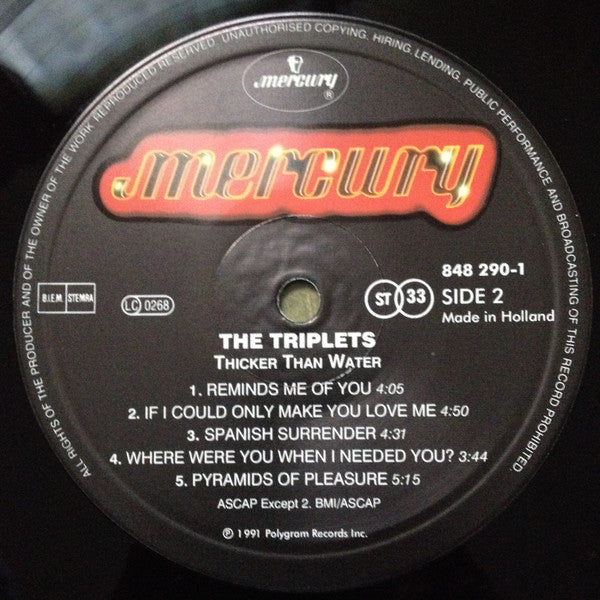 ALL RIGHTS OF THE PRODUCER AND OF THE OWNER OF THE WORK REPRODUCED RESERVED. UNAUTHORISED COPYING, HIRING, LENDING, PUBLIC PERFORMANCE AND BROADCASTING OF THIS RECORD PROHIBITED.
mercury ®
mercury
848 290-1
B.I.E.M. STEMRA LC 0268 ST 33 SIDE 2
Made in Holland
THE TRIPLETS
THICKER THAN WATER
1. REMINDS ME OF YOU 4:05
2. IF I COULD ONLY MAKE YOU LOVE ME 4:50
3. SPANISH SURRENDER 4:31
4. WHERE WERE YOU WHEN I NEEDED YOU? 3:44
5. PYRAMIDS OF PLEASURE 5:15
ASCAP Except 2. BMI/ASCAP
℗ 1991 Polygram Records Inc.